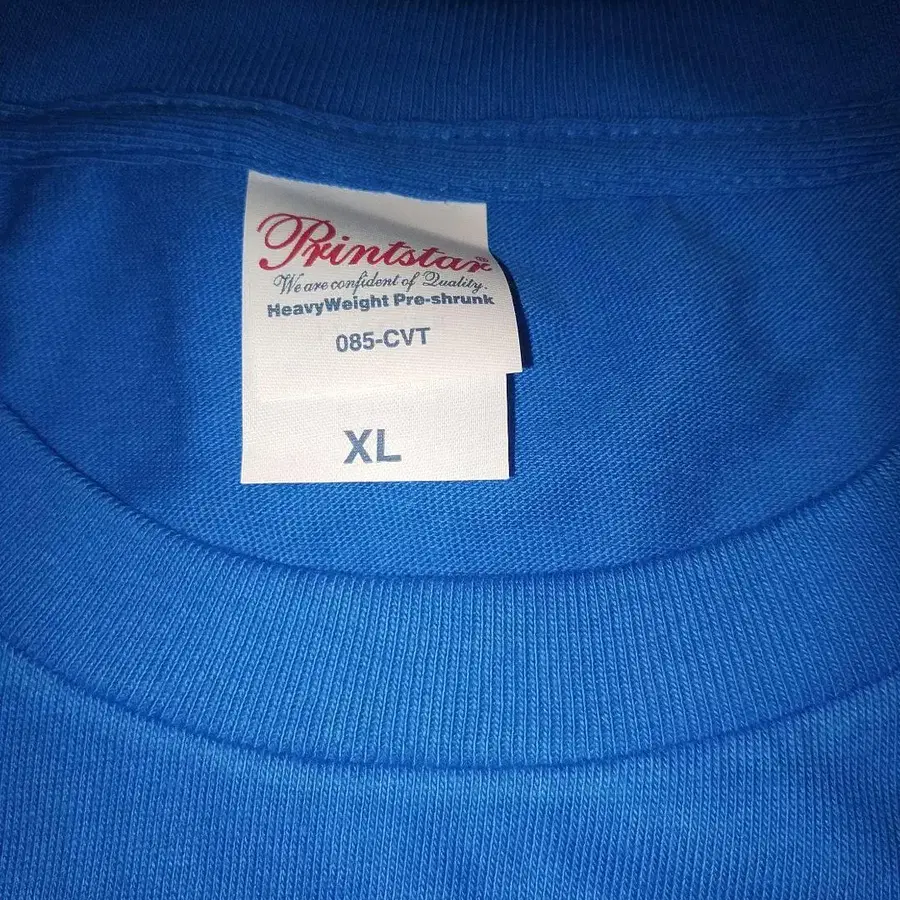 Printstar®
We are confident of Quality.
HeavyWeight Pre-shrunk
085-CVT
XL